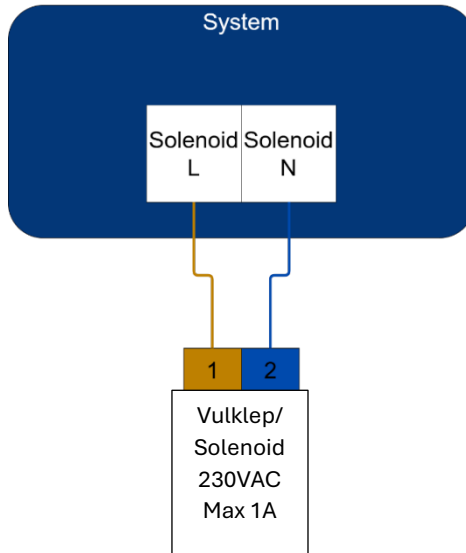 System
Solenoid Solenoid
L N
1 2
Vulklep/
Solenoid
230VAC
Max 1A